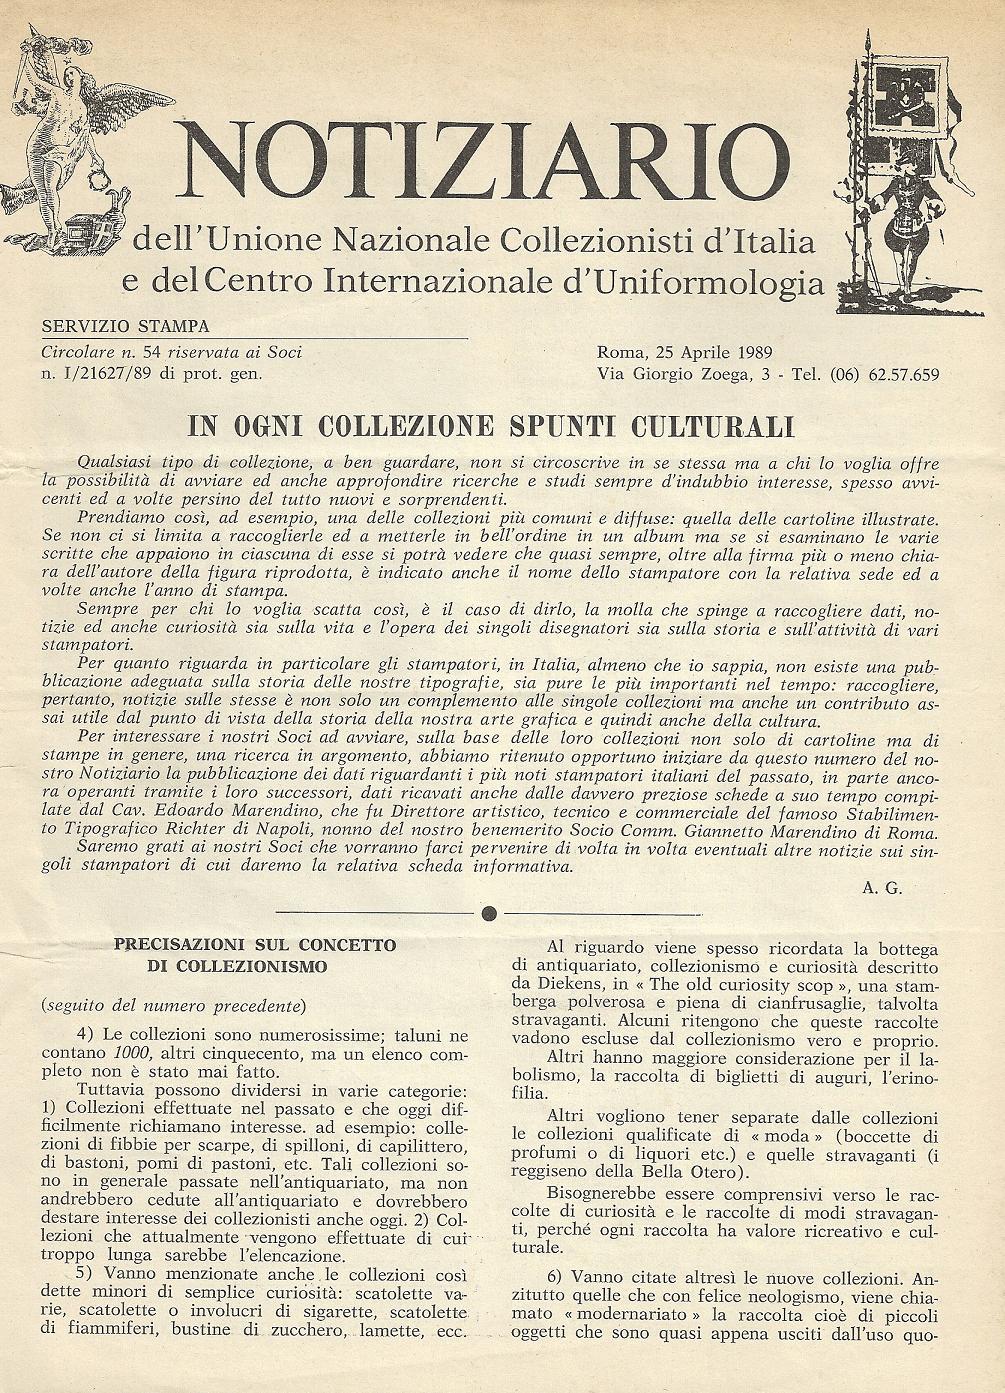 NOTIZIARIO
dell'Unione Nazionale Collezionisti d'Italia
e del Centro Internazionale d'Uniformologia
SERVIZIO STAMPA
Circolare n. 54 riservata ai Soci
n. I/21627/89 di prot. gen.
Roma, 25 Aprile 1989
Via Giorgio Zoega, 3 - Tel. (06) 62.57.659
IN OGNI COLLEZIONE SPUNTI CULTURALI
Qualsiasi tipo di collezione, a ben guardare, non si circoscrive in se stessa ma a chi lo voglia offre
la possibilità di avviare ed anche approfondire ricerche e studi sempre d'indubbio interesse, spesso avvi-
centi ed a volte persino del tutto nuovi e sorprendenti.
Prendiamo così, ad esempio, una delle collezioni più comuni e diffuse: quella delle cartoline illustrate.
Se non ci si limita a raccoglierle ed a metterle in bell'ordine in un album ma se si esaminano le varie
scritte che appaiono in ciascuna di esse si potrà vedere che quasi sempre, oltre alla firma più o meno chia-
ra dell'autore della figura riprodotta, è indicato anche il nome dello stampatore con la relativa sede ed a
volte anche l'anno di stampa.
Sempre per chi lo voglia scatta così, è il caso di dirlo, la molla che spinge a raccogliere dati, no-
tizie ed anche curiosità sia sulla vita e l'opera dei singoli disegnatori sia sulla storia e sull'attività di vari
stampatori.
Per quanto riguarda in particolare gli stampatori, in Italia, almeno che io sappia, non esiste una pub-
blicazione adeguata sulla storia delle nostre tipografie, sia pure le più importanti nel tempo: raccogliere,
pertanto, notizie sulle stesse è non solo un complemento alle singole collezioni ma anche un contributo as-
sai utile dal punto di vista della storia della nostra arte grafica e quindi anche della cultura.
Per interessare i nostri Soci ad avviare, sulla base delle loro collezioni non solo di cartoline ma di
stampe in genere, una ricerca in argomento, abbiamo ritenuto opportuno iniziare da questo numero del no-
stro Notiziario la pubblicazione dei dati riguardanti i più noti stampatori italiani del passato, in parte anco-
ra operanti tramite i loro successori, dati ricavati anche dalle davvero preziose schede a suo tempo compi-
late dal Cav. Edoardo Marendino, che fu Direttore artistico, tecnico e commerciale del famoso Stabilimen-
to Tipografico Richter di Napoli, nonno del nostro benemerito Socio Comm. Giannetto Marendino di Roma.
Saremo grati ai nostri Soci che vorranno farci pervenire di volta in volta eventuali altre notizie sui sin-
goli stampatori di cui daremo la relativa scheda informativa.
A. G.
PRECISAZIONI SUL CONCETTO
DI COLLEZIONISMO
(seguito del numero precedente)
4) Le collezioni sono numerosissime; taluni ne
contano 1000, altri cinquecento, ma un elenco com-
pleto non è stato mai fatto.
Tuttavia possono dividersi in varie categorie:
1) Collezioni effettuate nel passato e che oggi dif-
ficilmente richiamano interesse. ad esempio: colle-
zioni di fibbie per scarpe, di spilloni, di capilittero,
di bastoni, pomi di pastoni, etc. Tali collezioni so-
no in generale passate nell'antiquariato, ma non
andrebbero cedute all'antiquariato e dovrebbero
destare interesse dei collezionisti anche oggi. 2) Col-
lezioni che attualmente vengono effettuate di cui
troppo lunga sarebbe l'elencazione.
5) Vanno menzionate anche le collezioni così
dette minori di semplice curiosità: scatolette va-
rie, scatolette o involucri di sigarette, scatolette
di fiammiferi, bustine di zucchero, lamette, ecc.
Al riguardo viene spesso ricordata la bottega
di antiquariato, collezionismo e curiosità descritto
da Diekens, in « The old curiosity scop », una stam-
berga polverosa e piena di cianfrusaglie, talvolta
stravaganti. Alcuni ritengono che queste raccolte
vadono escluse dal collezionismo vero e proprio.
Altri hanno maggiore considerazione per il la-
bolismo, la raccolta di biglietti di auguri, l'erino-
filia.
Altri vogliono tener separate dalle collezioni
le collezioni qualificate di « moda » (boccette di
profumi o di liquori etc.) e quelle stravaganti (i
reggiseno della Bella Otero).
Bisognerebbe essere comprensivi verso le rac-
colte di curiosità e le raccolte di modi stravagan-
ti, perché ogni raccolta ha valore ricreativo e cul-
turale.
6) Vanno citate altresì le nuove collezioni. An-
zitutto quelle che con felice neologismo, viene chia-
mato « modernariato » la raccolta cioè di piccoli
oggetti che sono quasi appena usciti dall'uso quo-